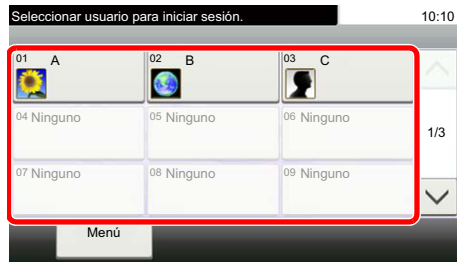 Seleccionar usuario para iniciar sesión. 10:10
01 A 02 B 03 C
04 Ninguno 05 Ninguno 06 Ninguno
1/3
07 Ninguno 08 Ninguno 09 Ninguno
Menú